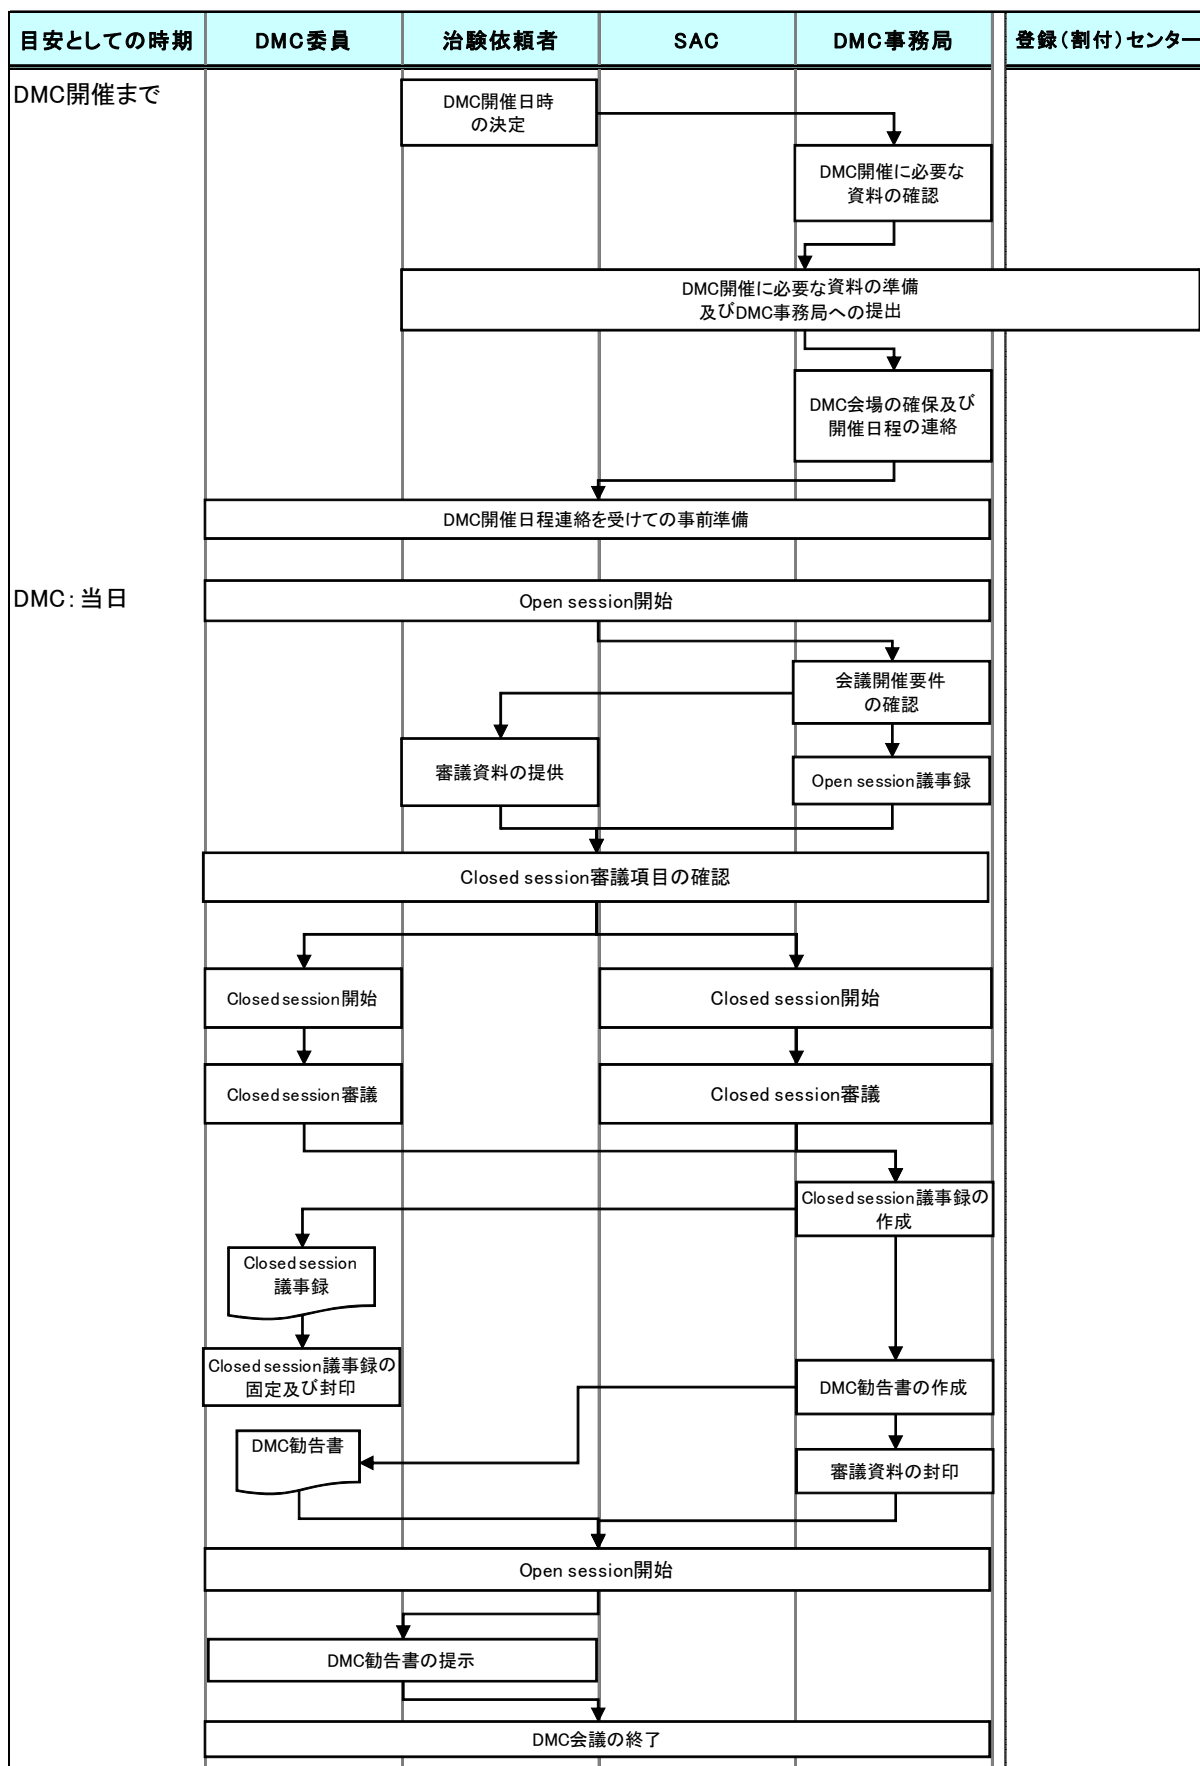 目安としての時期
DMC委員
治験依頼者
SAC
DMC事務局
登録(割付)センター
DMC開催まで
DMC開催日時
の決定
DMC開催に必要な
資料の確認
DMC開催に必要な資料の準備
及びDMC事務局への提出
DMC会場の確保及び
開催日程の連絡
DMC開催日程連絡を受けての事前準備
DMC:当日
Open session開始
会議開催要件
の確認
審議資料の提供
Open session議事録
Closed session審議項目の確認
Closed session開始
Closed session開始
Closed session審議
Closed session審議
Closed session議事録の
作成
Closed session
議事録
Closed session議事録の
固定及び封印
DMC勧告書の作成
DMC勧告書
審議資料の封印
Open session開始
DMC勧告書の提示
DMC会議の終了